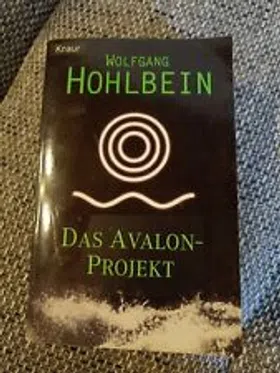 Knaur
WOLFGANG
HOHLBEIN
DAS AVALON-
PROJEKT